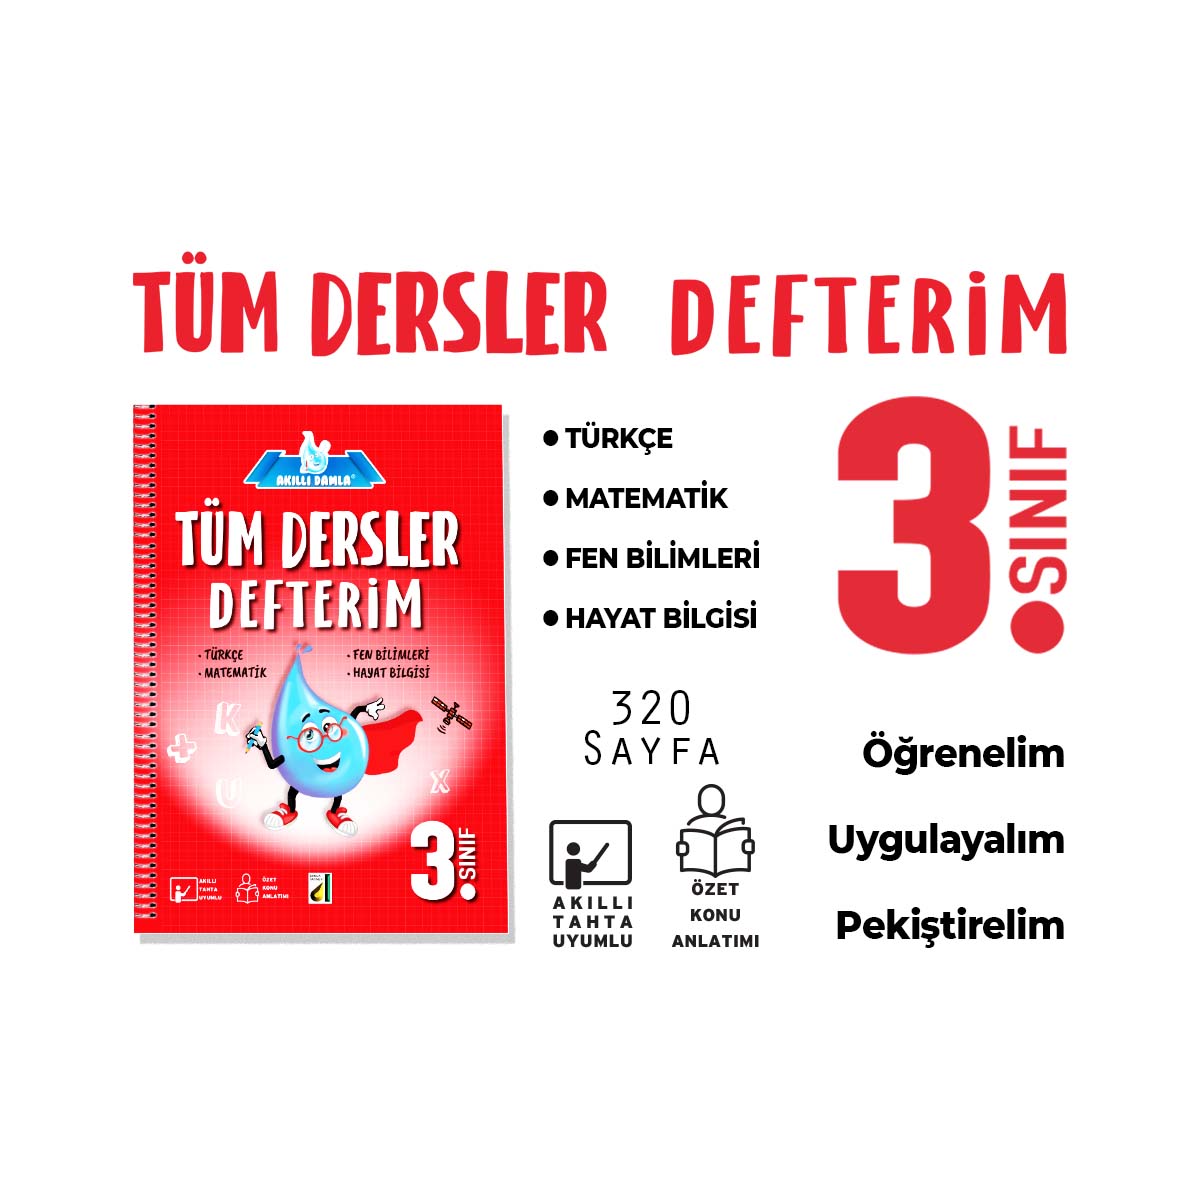 TÜM DERSLER DEFTERİM
AKILLI DAMLA®
TÜM DERSLER
DEFTERİM
• TÜRKÇE
• MATEMATİK
• FEN BİLİMLERİ
• HAYAT BİLGİSİ
K
U
X
3.SINIF
AKILLI
TAHTA
UYUMLU
ÖZET
KONU
ANLATIMI
• TÜRKÇE
• MATEMATİK
• FEN BİLİMLERİ
• HAYAT BİLGİSİ
320
SAYFA
AKILLI
TAHTA
UYUMLU
ÖZET
KONU
ANLATIMI
3.SINIF
Öğrenelim
Uygulayalım
Pekiştirelim